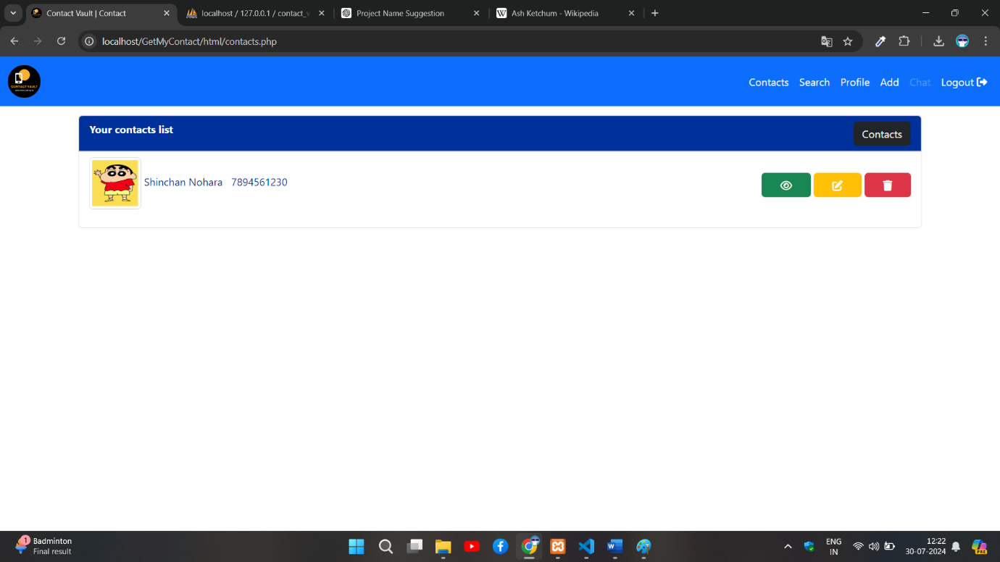 Contact Vault | Contact
localhost / 127.0.0.1 / contact_v
Project Name Suggestion
W Ash Ketchum - Wikipedia
localhost/GetMyContact/html/contacts.php
CONTACT VAULT
Contacts Search Profile Add Chat Logout
Your contacts list
Contacts
Shinchan Nohara 7894561230
1
Badminton
Final result
W
PRE
ENG
IN
12:22
30-07-2024